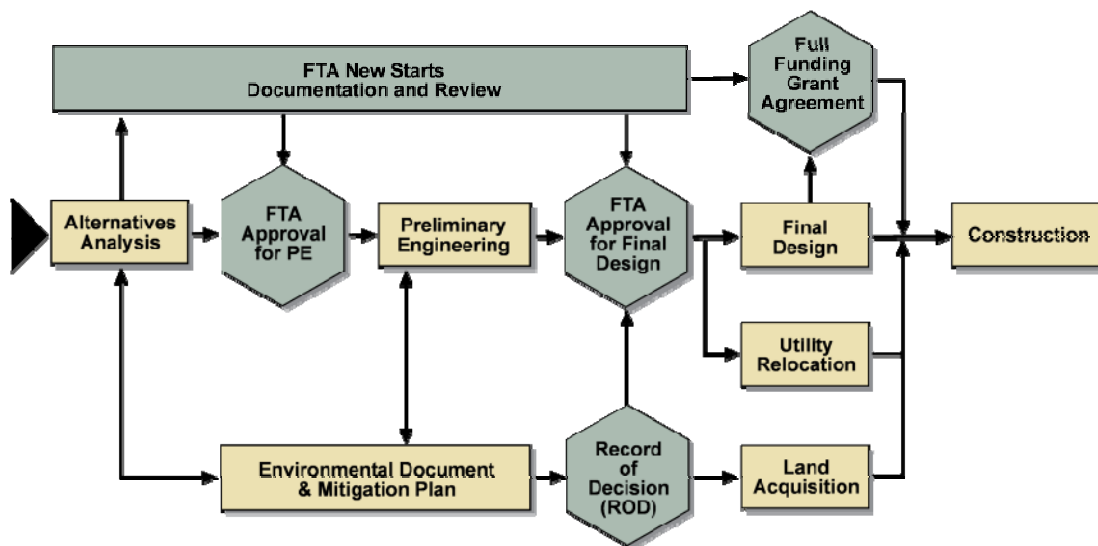 FTA New Starts
Documentation and Review
Full
Funding
Grant
Agreement
Alternatives
Analysis
FTA
Approval
for PE
Preliminary
Engineering
FTA
Approval
for Final
Design
Final
Design
Construction
Utility
Relocation
Environmental Document
& Mitigation Plan
Record
of
Decision
(ROD)
Land
Acquisition